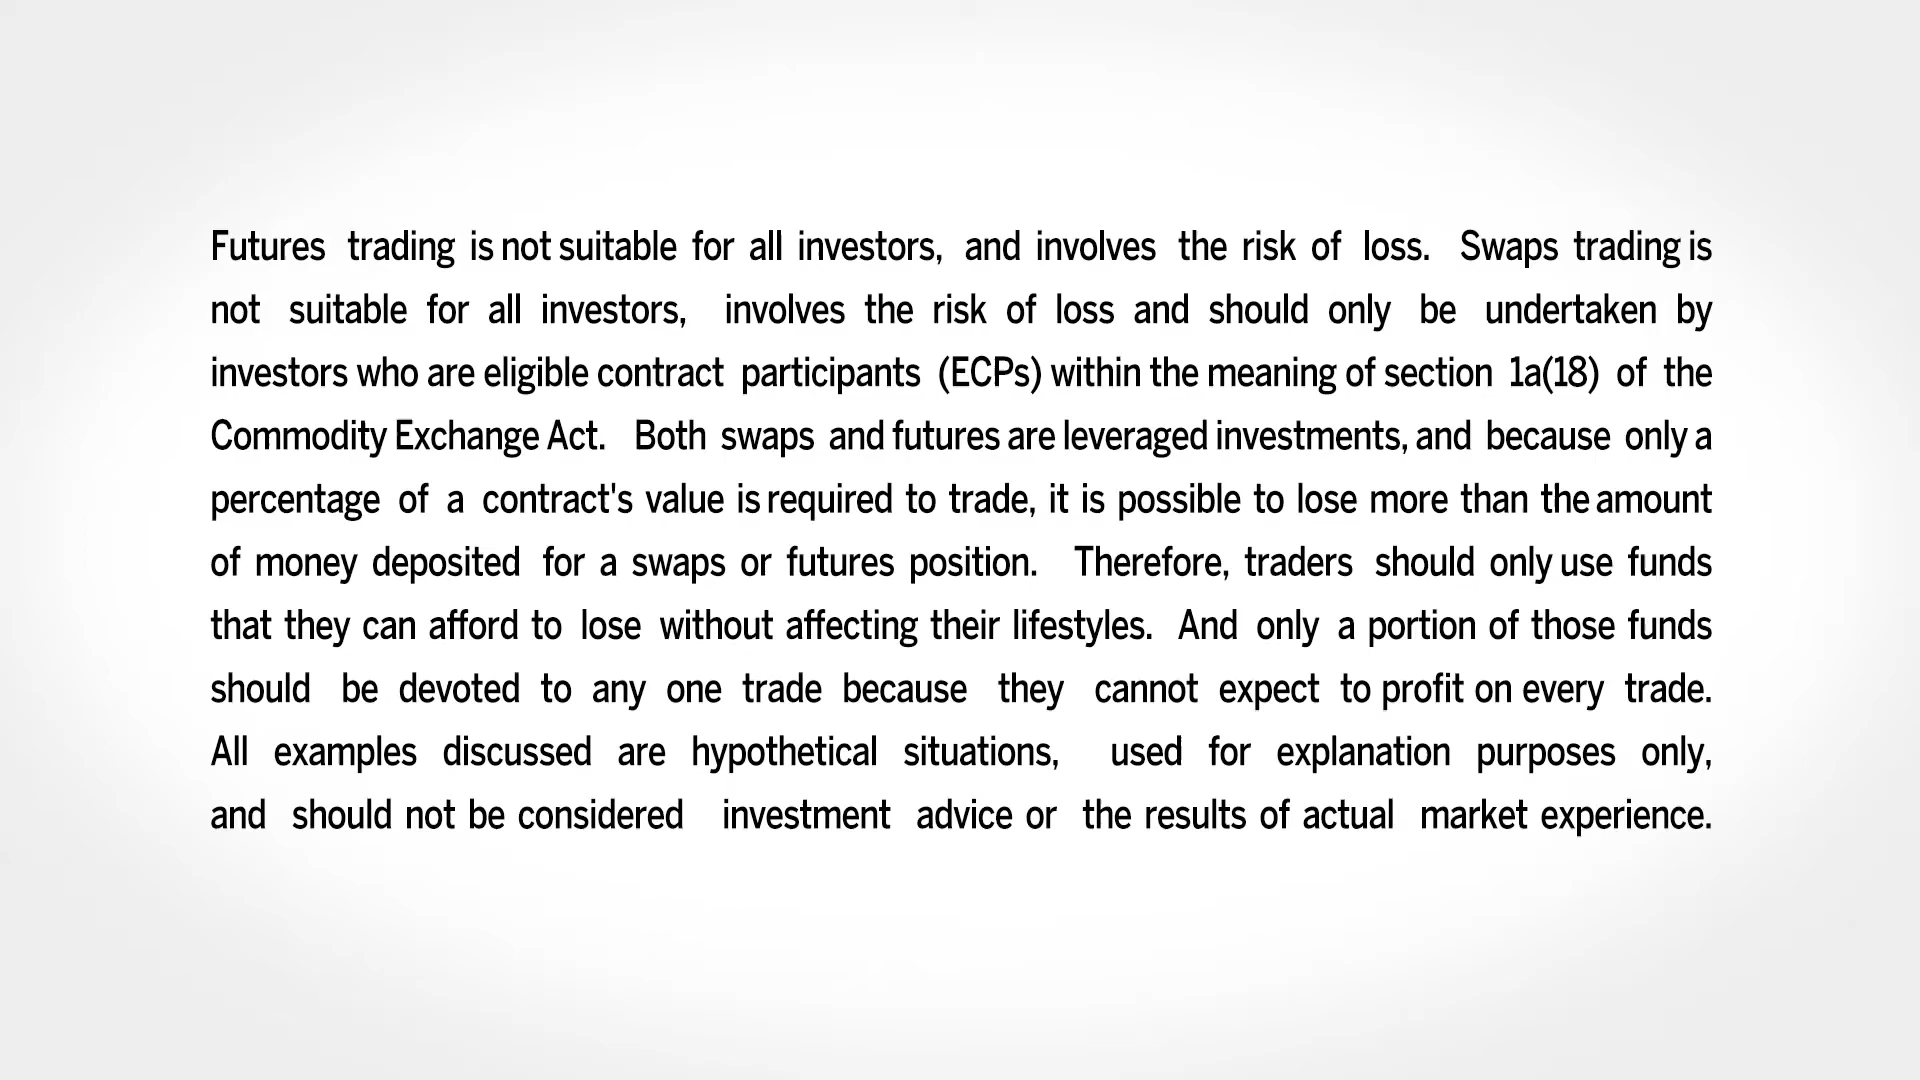 Futures trading is not suitable for all investors, and involves the risk of loss. Swaps trading is
not suitable for all investors, involves the risk of loss and should only be undertaken by
investors who are eligible contract participants (ECPs) within the meaning of section 1a(18) of the
Commodity Exchange Act. Both swaps and futures are leveraged investments, and because only a
percentage of a contract's value is required to trade, it is possible to lose more than the amount
of money deposited for a swaps or futures position. Therefore, traders should only use funds
that they can afford to lose without affecting their lifestyles. And only a portion of those funds
should be devoted to any one trade because they cannot expect to profit on every trade.
All examples discussed are hypothetical situations, used for explanation purposes only,
and should not be considered investment advice or the results of actual market experience.